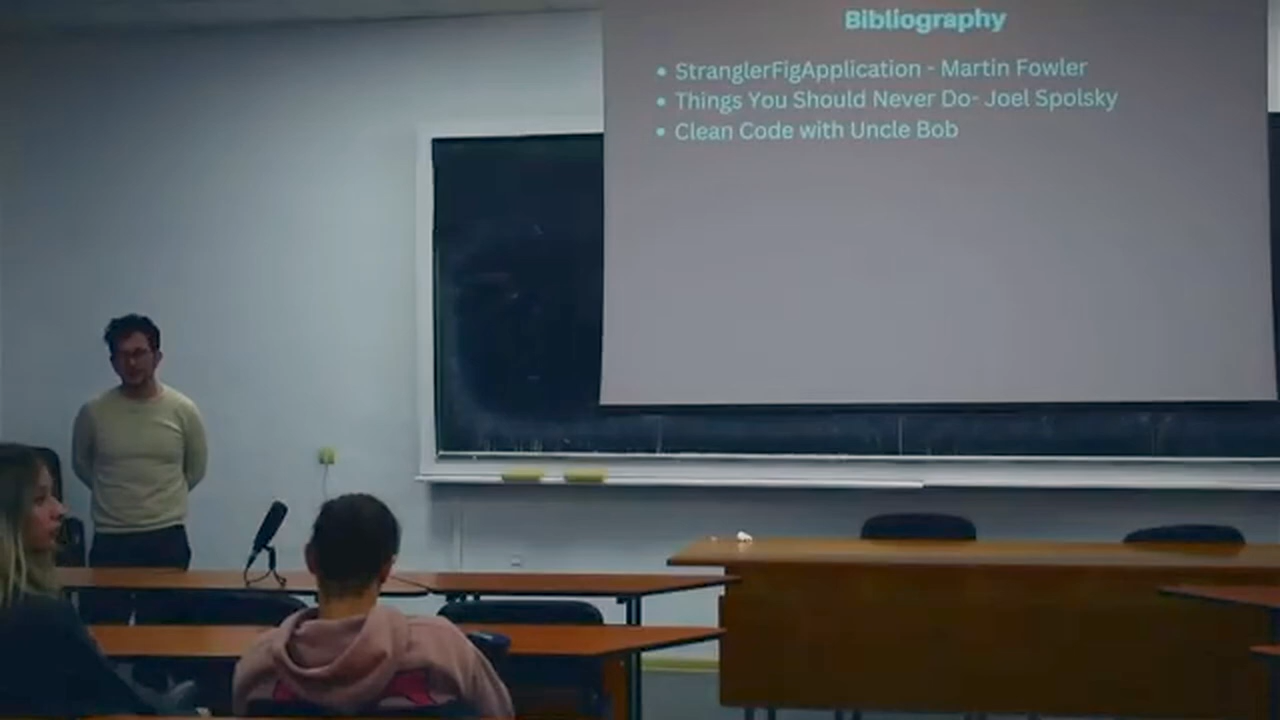 Bibliography
• StranglerFigApplication - Martin Fowler
• Things You Should Never Do- Joel Spolsky
• Clean Code with Uncle Bob